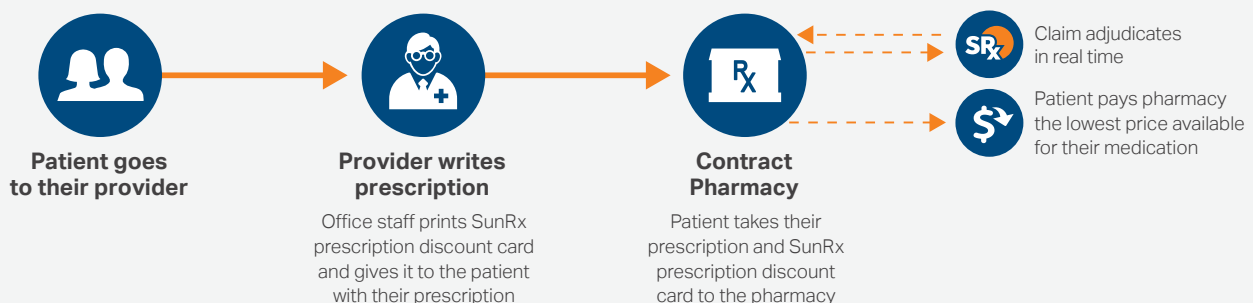 Patient goes
to their provider
Provider writes
prescription
Office staff prints SunRx
prescription discount card
and gives it to the patient
with their prescription
Rx
Contract
Pharmacy
Patient takes their
prescription and SunRx
prescription discount
card to the pharmacy
SRx
Claim adjudicates
in real time
$
Patient pays pharmacy
the lowest price available
for their medication